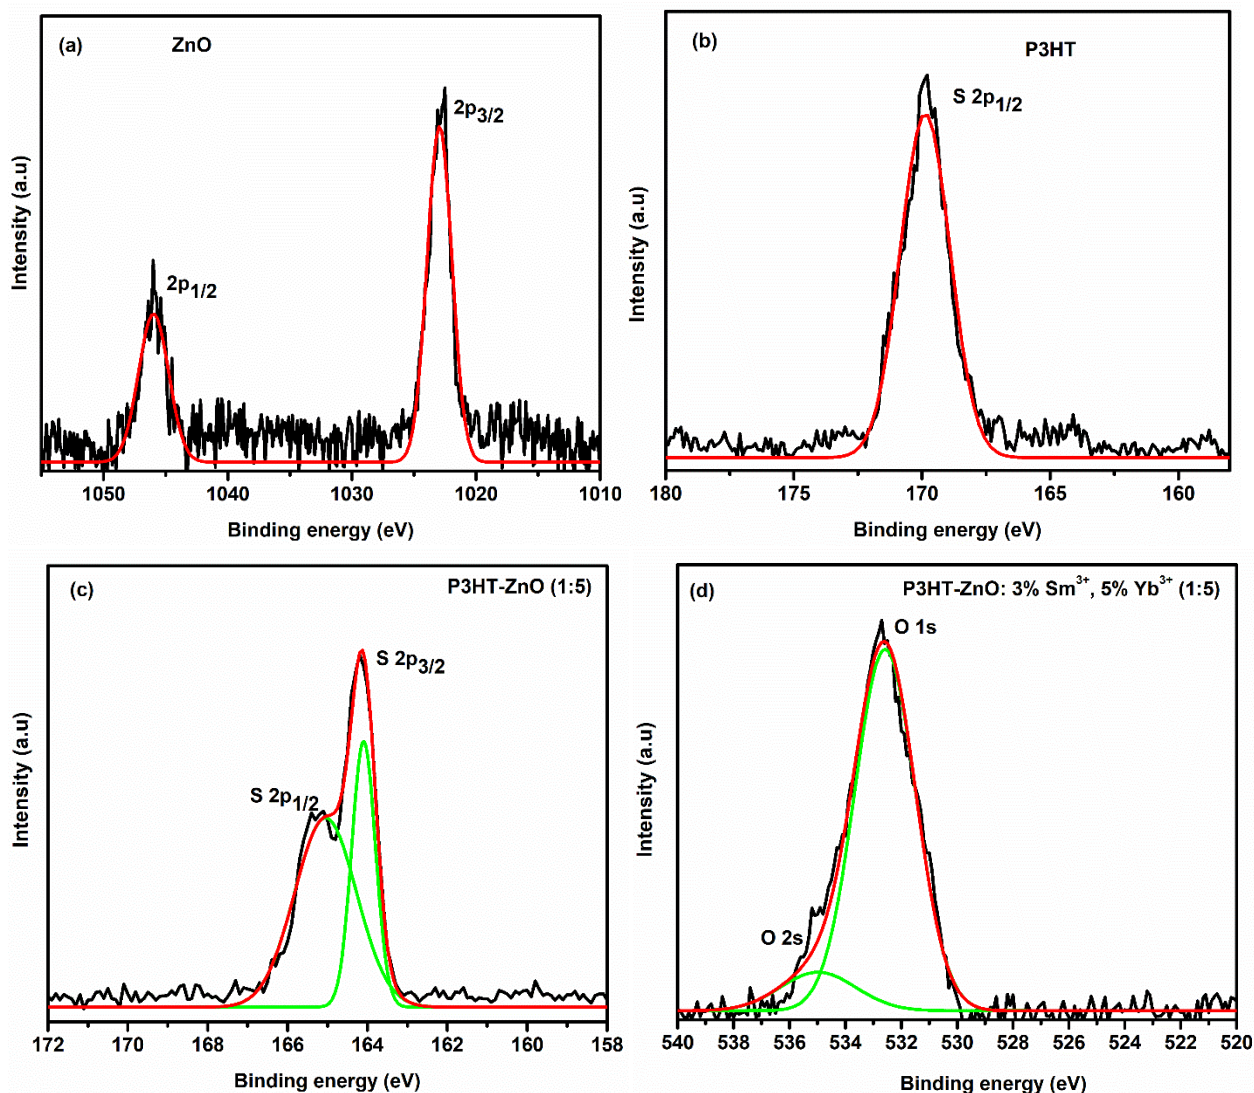 (a)
ZnO
2p3/2
2p1/2
Intensity (a.u)
1050
1040
1030
1020
1010
Binding energy (eV)
(b)
P3HT
S 2p1/2
Intensity (a.u)
180
175
170
165
160
Binding energy (eV)
(c)
P3HT-ZnO (1:5)
S 2p3/2
S 2p1/2
Intensity (a.u)
172
170
168
166
164
162
160
158
Binding energy (eV)
(d)
P3HT-ZnO: 3% Sm³⁺, 5% Yb³⁺ (1:5)
O 1s
O 2s
Intensity (a.u)
540
538
536
534
532
530
528
526
524
522
520
Binding energy (eV)